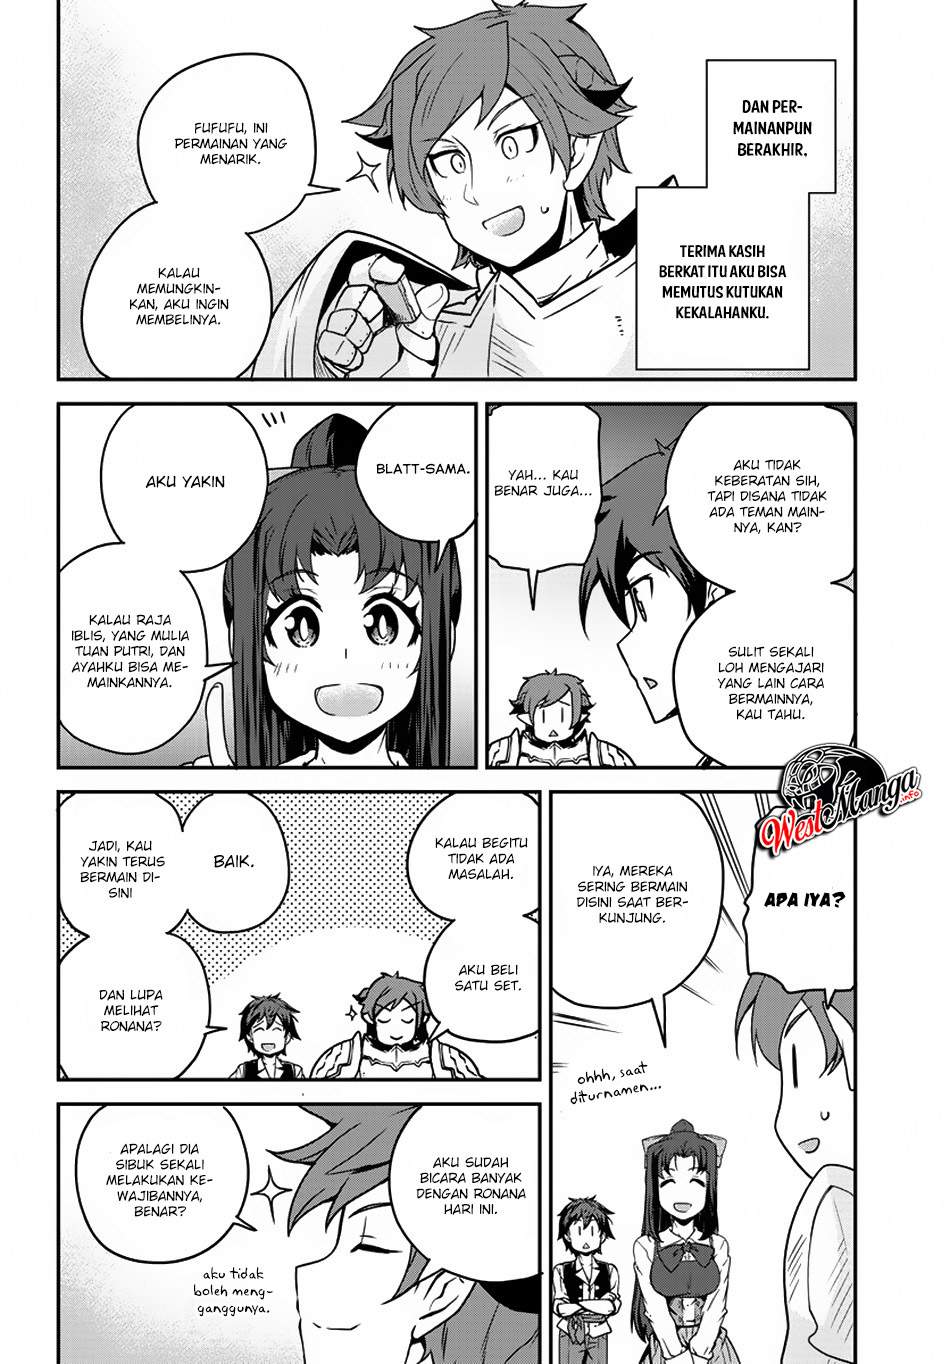 DAN PER-
MAINANPUN
BERAKHIR.
TERIMA KASIH
BERKAT ITU AKU BISA
MEMUTUS KUTUKAN
KEKALAHANKU.
FUFUFU, INI
PERMAINAN YANG
MENARIK.
KALAU
MEMUNGKIN-
KAN, AKU INGIN
MEMBELINYA.
AKU TIDAK
KEBERATAN SIH,
TAPI DISANA TIDAK
ADA TEMAN MAIN-
NYA, KAN?
SULIT SEKALI
LOH MENGAJARI
YANG LAIN CARA
BERMAINNYA,
KAU TAHU.
YAH... KAU
BENAR JUGA...
BLATT-SAMA.
AKU YAKIN
KALAU RAJA
IBLIS, YANG MULIA
TUAN PUTRI, DAN
AYAHKU BISA ME-
MAINKANNYA.
WestManga
.info
APA IYA?
IYA, MEREKA
SERING BERMAIN
DISINI SAAT BER-
KUNJUNG.
ohhh, saat
diturnamen...
KALAU BEGITU
TIDAK ADA
MASALAH.
AKU BELI
SATU SET.
BAIK.
JADI, KAU
YAKIN TERUS
BERMAIN DI-
SINI
DAN LUPA
MELIHAT
RONANA?
AKU SUDAH
BICARA BANYAK
DENGAN RONANA
HARI INI.
APALAGI DIA
SIBUK SEKALI
MELAKUKAN KE-
WAJIBANNYA,
BENAR?
aku tidak
boleh meng-
ganggunya.